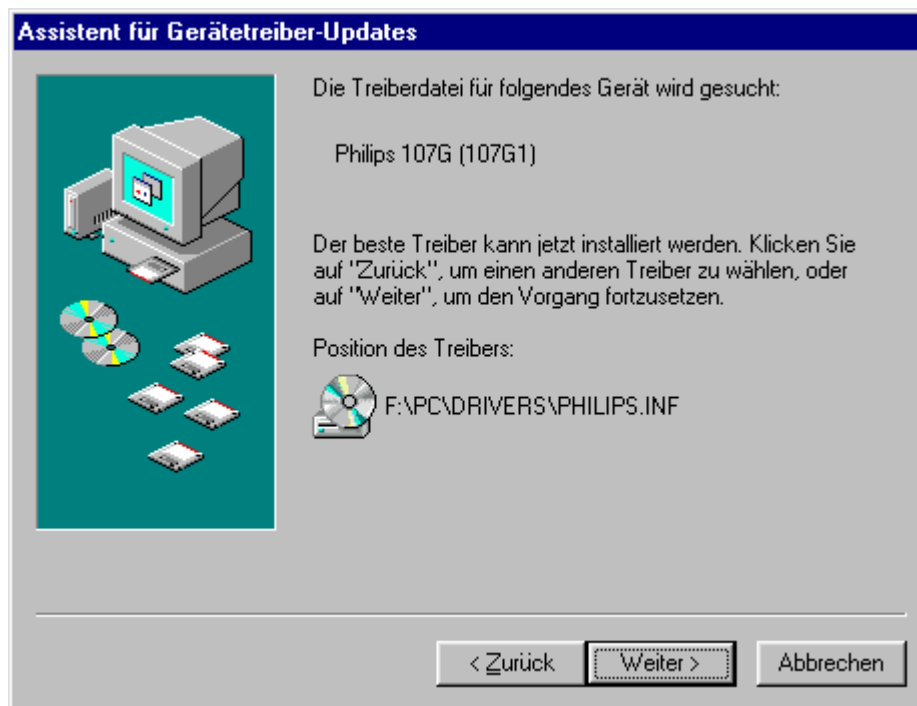 Assistent für Gerätetreiber-Updates
Die Treiberdatei für folgendes Gerät wird gesucht:
Philips 107G (107G1)
Der beste Treiber kann jetzt installiert werden. Klicken Sie
auf "Zurück", um einen anderen Treiber zu wählen, oder
auf "Weiter", um den Vorgang fortzusetzen.
Position des Treibers:
F:\PC\DRIVERS\PHILIPS.INF
< Zurück
Weiter >
Abbrechen